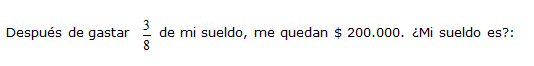 Después de gastar 3/8 de mi sueldo, me quedan $ 200.000. ¿Mi sueldo es?: